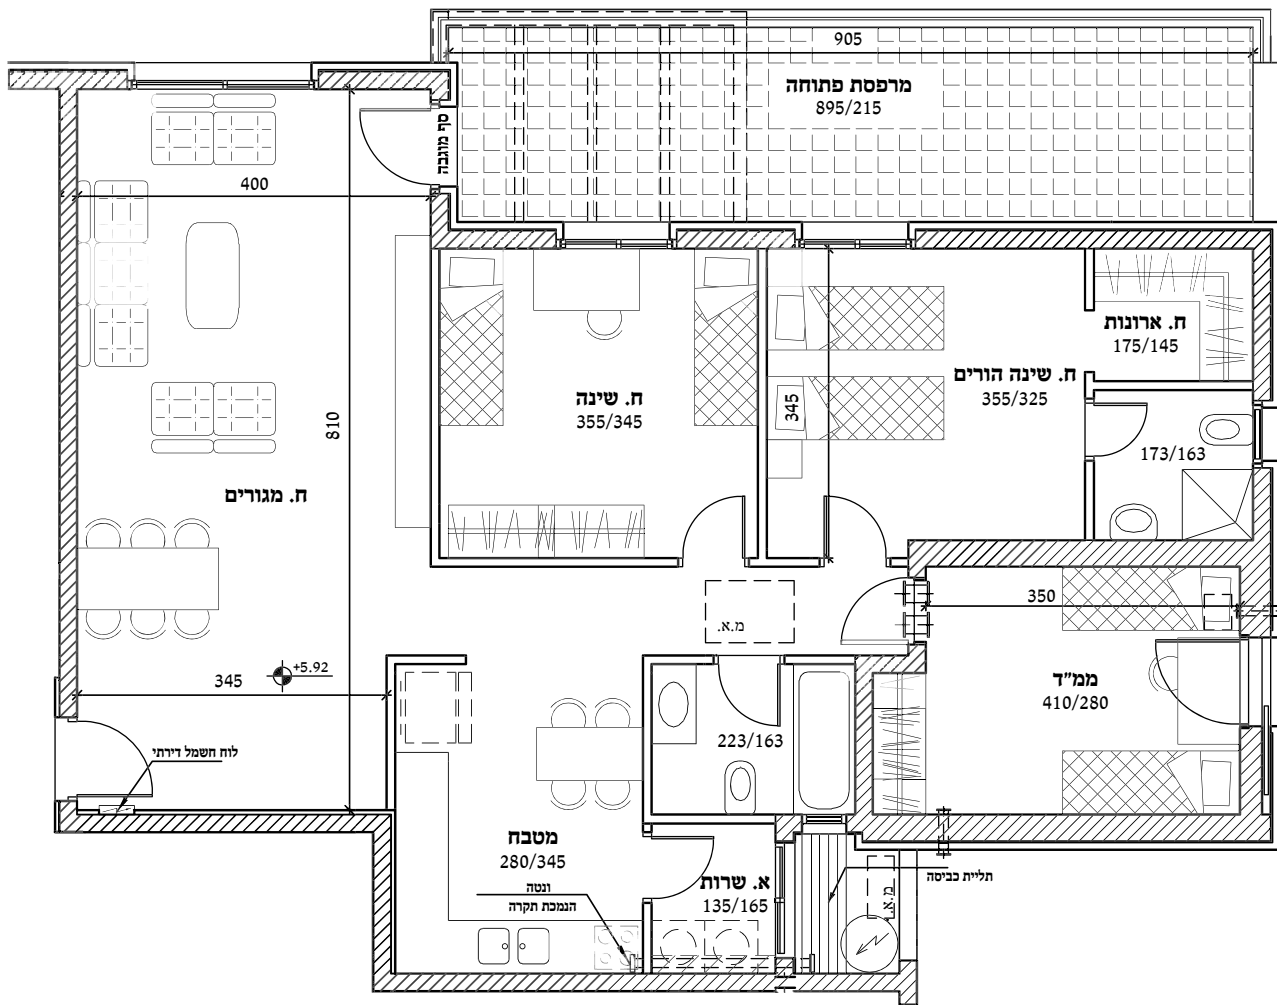 905
מרפסת פתוחה
895/215
סף מוגבה
400
ח. ארונות
175/145
ח. שינה הורים
355/325
ח. שינה
355/345
345
810
173/163
ח. מגורים
350
מ.א.
+5.92
345
ממ״ד
410/280
223/163
לוח חשמל דירתי
מטבח
280/345
ונטה
הנמכת תקרה
א. שרות
135/165
תליית כביסה
מ.א.